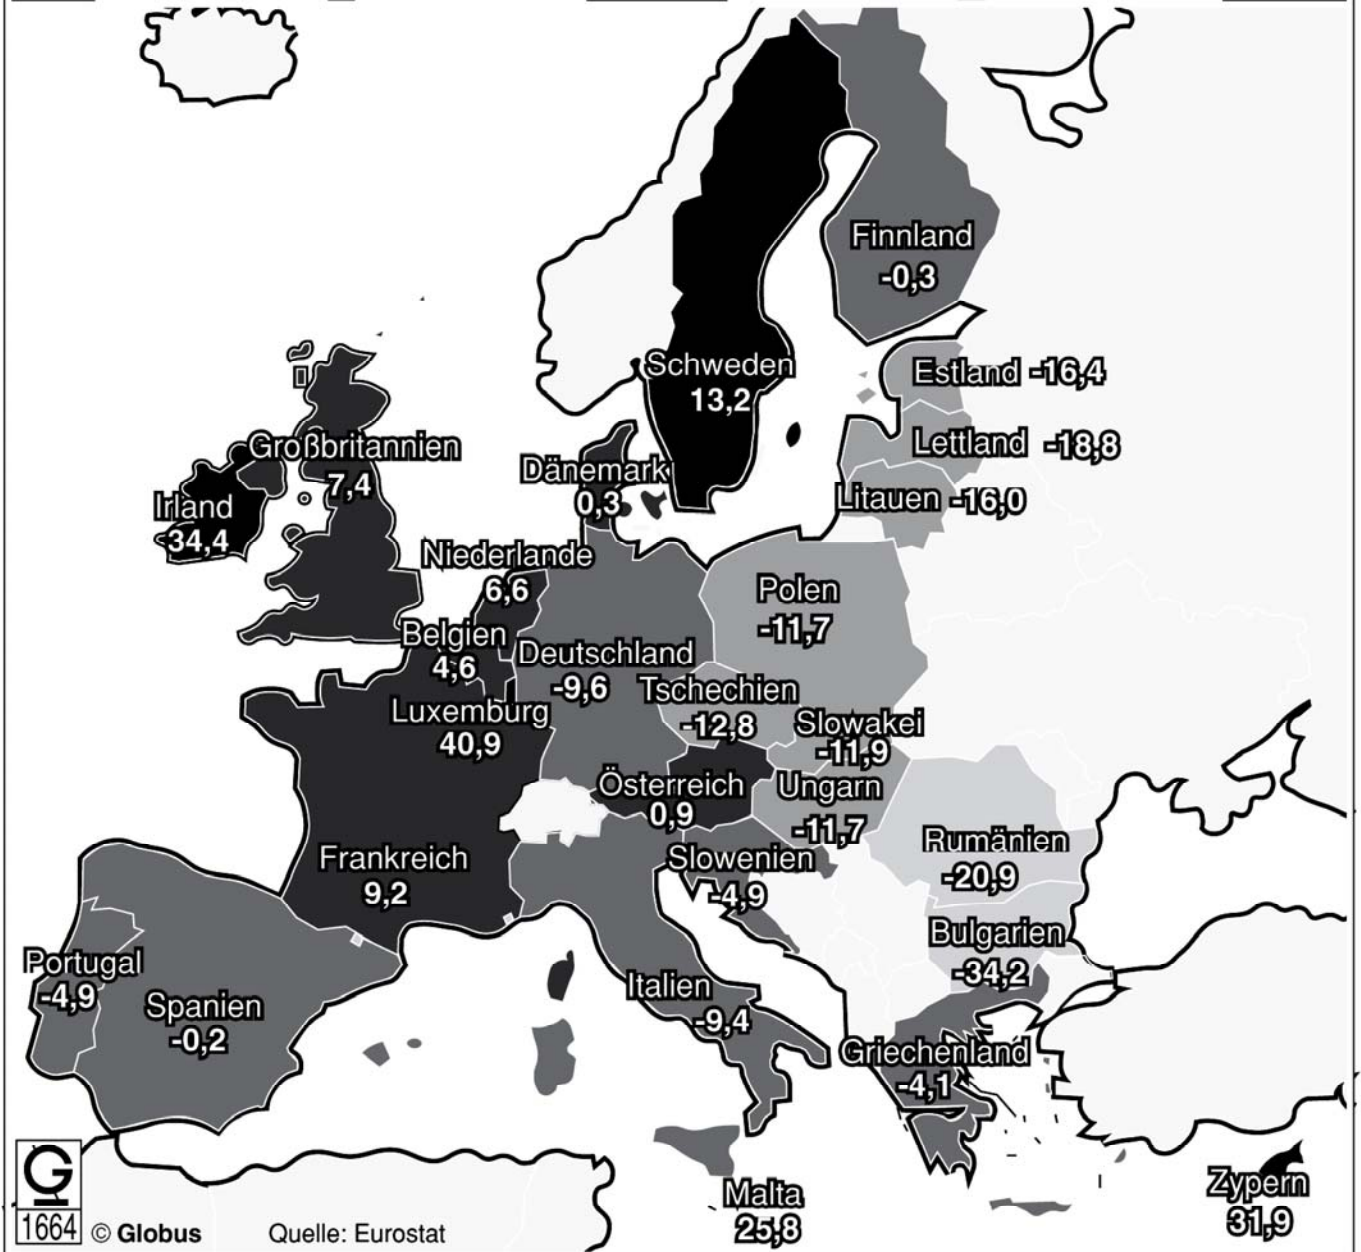 Finnland
-0,3
Schweden
13,2
Estland -16,4
Lettland -18,8
Litauen -16,0
Großbritannien
7,4
Dänemark
0,3
Irland
34,4
Niederlande
6,6
Polen
-11,7
Belgien
4,6
Deutschland
-9,6
Tschechien
-12,8
Luxemburg
40,9
Slowakei
-11,9
Österreich
0,9
Ungarn
-11,7
Frankreich
9,2
Slowenien
-4,9
Rumänien
-20,9
Bulgarien
-34,2
Portugal
-4,9
Spanien
-0,2
Italien
-9,4
Griechenland
-4,1
Malta
25,8
Zypern
31,9
G
1664 © Globus Quelle: Eurostat